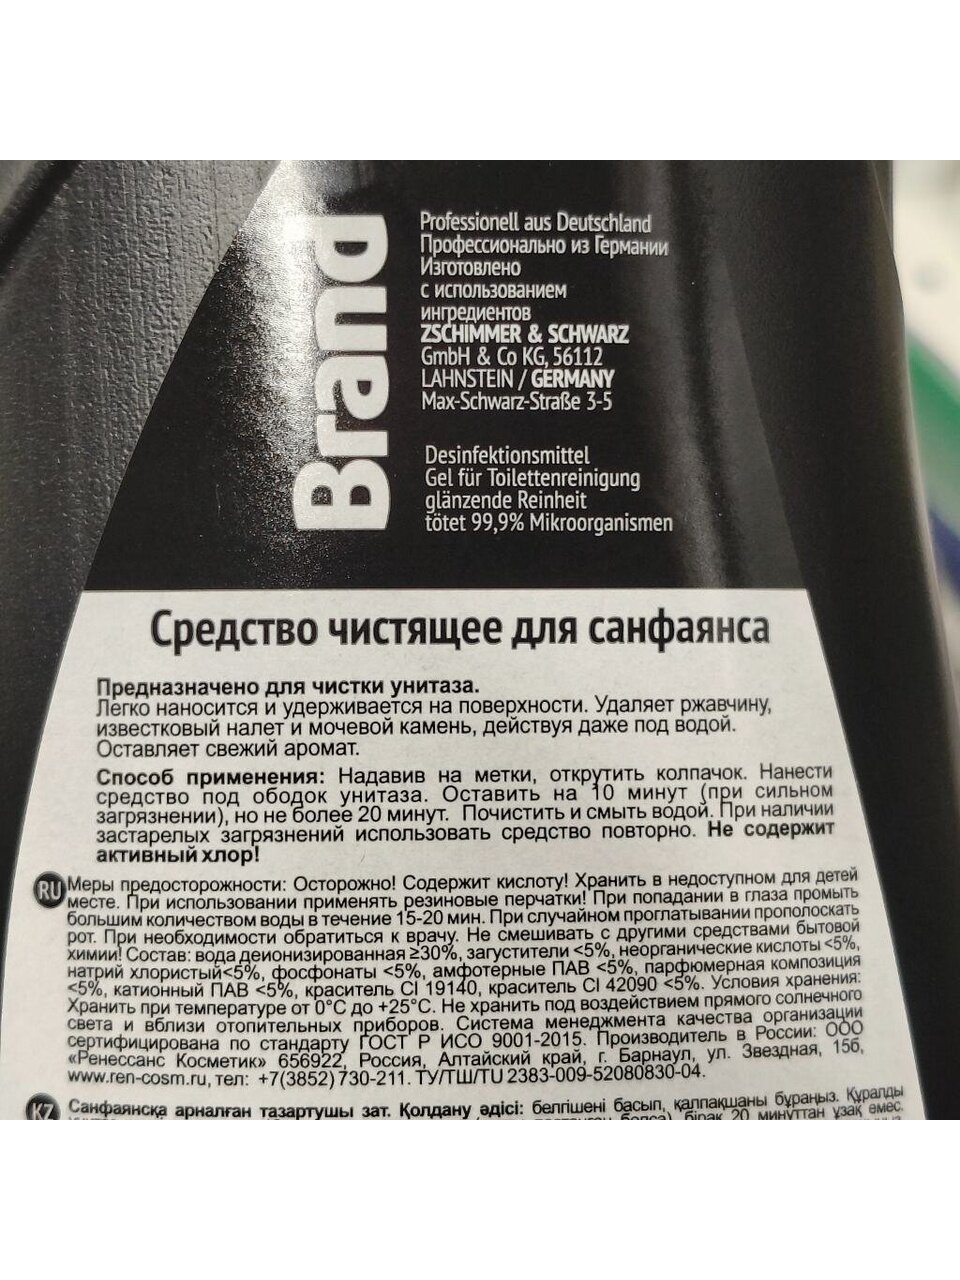 Brand
Professionell aus Deutschland
Профессионально из Германии
Изготовлено
с использованием
ингредиентов
ZSCHIMMER & SCHWARZ
GmbH & Co KG, 56112
LAHNSTEIN / GERMANY
Max-Schwarz-Straße 3-5
Desinfektionsmittel
Gel für Toilettenreinigung
glänzende Reinheit
tötet 99,9% Mikroorganismen
Средство чистящее для санфаянса
Предназначено для чистки унитаза.
Легко наносится и удерживается на поверхности. Удаляет ржавчину,
известковый налет и мочевой камень, действуя даже под водой.
Оставляет свежий аромат.
Способ применения: Надавив на метки, открутить колпачок. Нанести
средство под ободок унитаза. Оставить на 10 минут (при сильном
загрязнении), но не более 20 минут. Почистить и смыть водой. При наличии
застарелых загрязнений использовать средство повторно. Не содержит
активный хлор!
RU Меры предосторожности: Осторожно! Содержит кислоту! Хранить в недоступном для детей
месте. При использовании применять резиновые перчатки! При попадании в глаза промыть
большим количеством воды в течение 15-20 мин. При случайном проглатывании прополоскать
рот. При необходимости обратиться к врачу. Не смешивать с другими средствами бытовой
химии! Состав: вода деионизированная ≥30%, загустители <5%, неорганические кислоты <5%,
натрий хлористый<5%, фосфонаты <5%, амфотерные ПАВ <5%, парфюмерная композиция
<5%, катионный ПАВ <5%, краситель CI 19140, краситель CI 42090 <5%. Условия хранения:
Хранить при температуре от 0°С до +25°С. Не хранить под воздействием прямого солнечного
света и вблизи отопительных приборов. Система менеджмента качества организации
сертифицирована по стандарту ГОСТ Р ИСО 9001-2015. Производитель в России: ООО
«Ренессанс Косметик» 656922, Россия, Алтайский край, г. Барнаул, ул. Звездная, 15б,
www.ren-cosm.ru, тел: +7(3852) 730-211. ТУ/ТШ/TU 2383-009-52080830-04.
KZ Санфаянсқа арналған тазартушы зат. Қолдану әдісі: белгішені басып, қалпақшаны бұраңыз. Құралды
болса), бірақ 20 минуттан ұзақ емес.